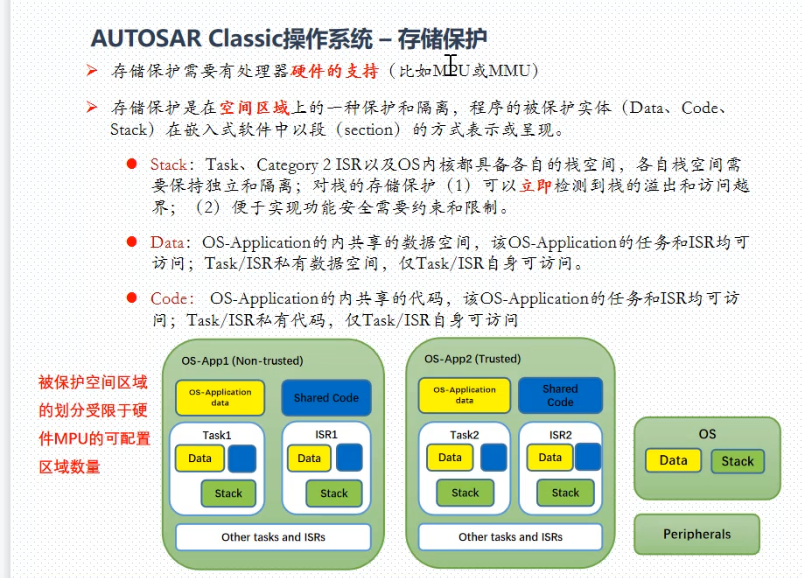 AUTOSAR Classic操作系统 – 存储保护
存储保护需要有处理器硬件的支持（比如MPU或MMU）
存储保护是在空间区域上的一种保护和隔离，程序的被保护实体（Data、Code、
Stack）在嵌入式软件中以段（section）的方式表示或呈现。
Stack：Task、Category 2 ISR以及OS内核都具备各自的栈空间，各自栈空间需
要保持独立和隔离；对栈的存储保护（1）可以立即检测到栈的溢出和访问越
界；（2）便于实现功能安全需要约束和限制。
Data：OS-Application的内共享的数据空间，该OS-Application的任务和ISR均可
访问；Task/ISR私有数据空间，仅Task/ISR自身可访问。
Code： OS-Application的内共享的代码，该OS-Application的任务和ISR均可访
问；Task/ISR私有代码，仅Task/ISR自身可访问
被保护空间区域
的划分受限于硬
件MPU的可配置
区域数量
OS-App1 (Non-trusted)
OS-Application
data
Shared Code
Task1
Data
Stack
ISR1
Data
Stack
Other tasks and ISRs
OS-App2 (Trusted)
OS-Application
data
Shared
Code
Task2
Data
Stack
ISR2
Data
Stack
Other tasks and ISRs
OS
Data
Stack
Peripherals